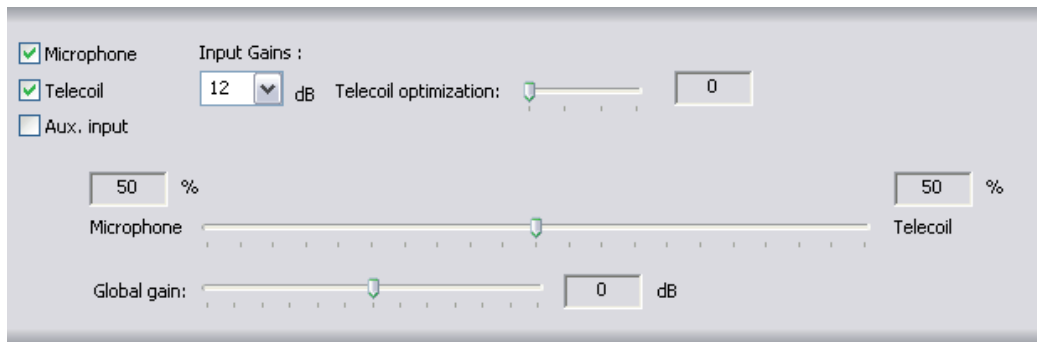 Microphone Input Gains :
Telecoil 12 dB Telecoil optimization: 0
Aux. input
50 % 50 %
Microphone Telecoil
Global gain: 0 dB